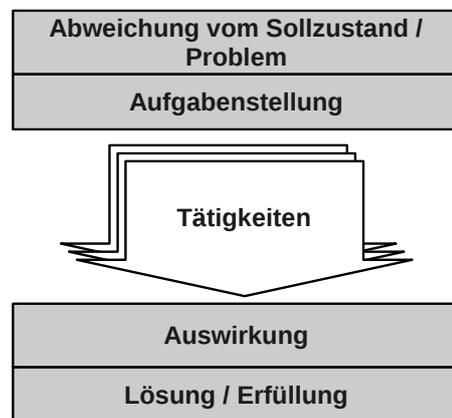 Abweichung vom Sollzustand /
Problem
Aufgabenstellung
Tätigkeiten
Auswirkung
Lösung / Erfüllung